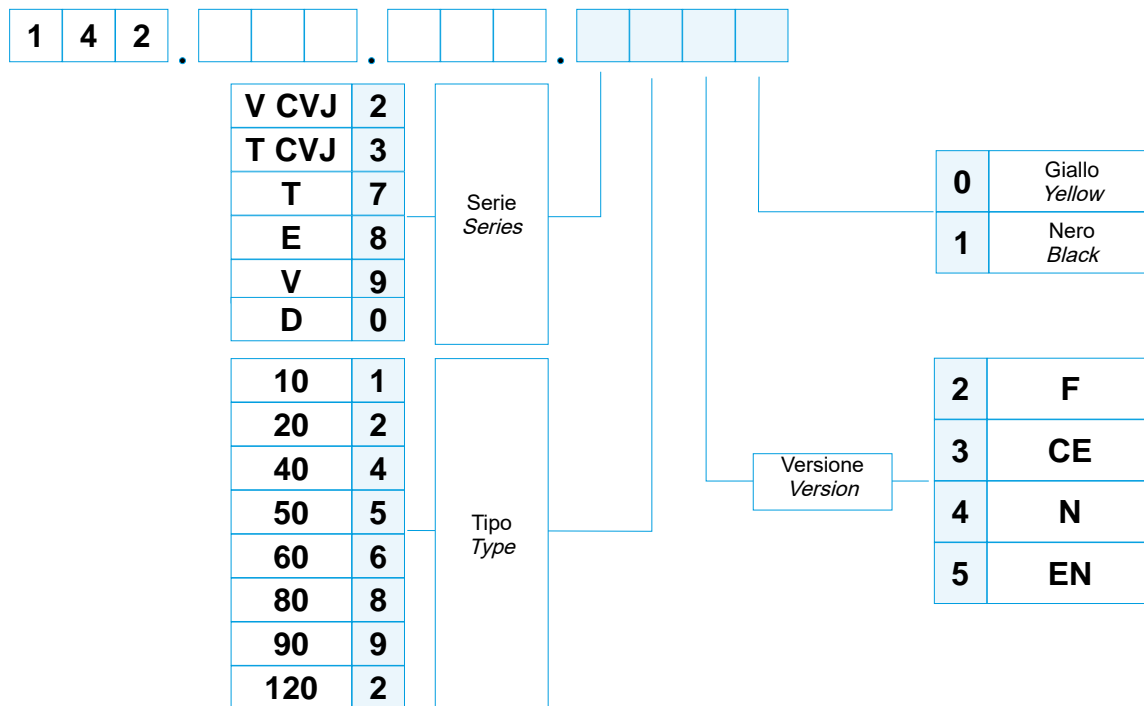 1 4 2 . . .
V CVJ 2
T CVJ 3
T 7
E 8
V 9
D 0
Serie
Series
0 Giallo
Yellow
1 Nero
Black
10 1
20 2
40 4
50 5
60 6
80 8
90 9
120 2
Tipo
Type
Versione
Version
2 F
3 CE
4 N
5 EN